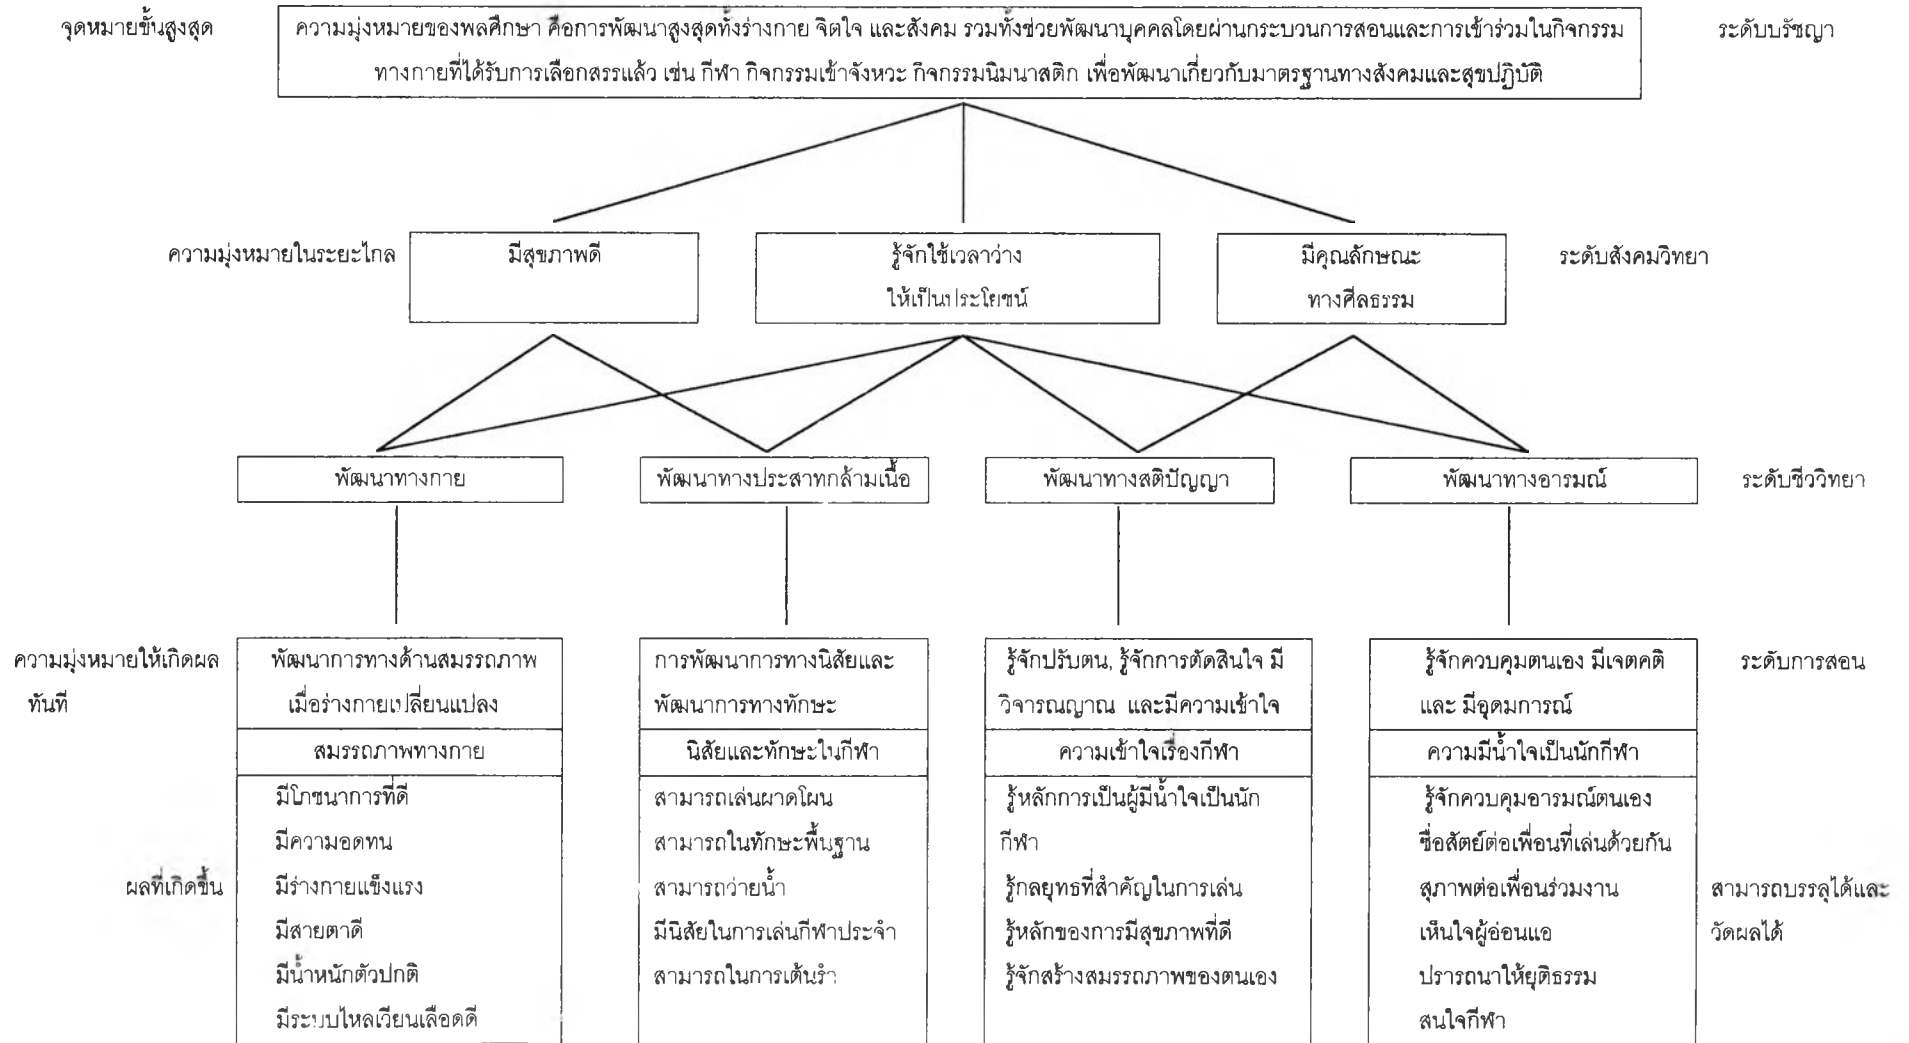 จุดหมายขั้นสูงสุด
ความมุ่งหมายของพลศึกษา คือการพัฒนาสูงสุดทั้งร่างกาย จิตใจ และสังคม รวมทั้งช่วยพัฒนาบุคคลโดยผ่านกระบวนการสอนและการเข้าร่วมในกิจกรรม
ทางกายที่ได้รับการเลือกสรรแล้ว เช่น กีฬา กิจกรรมเข้าจังหวะ กิจกรรมนิมนาสติก เพื่อพัฒนาเกี่ยวกับมาตรฐานทางสังคมและสุขปฏิบัติ
ระดับบรัชญา
ความมุ่งหมายในระยะไกล
มีสุขภาพดี
รู้จักใช้เวลาว่าง
ให้เป็นประโยชน์
มีคุณลักษณะ
ทางศีลธรรม
ระดับสังคมวิทยา
พัฒนาทางกาย
พัฒนาทางประสาทกล้ามเนื้อ
พัฒนาทางสติปัญญา
พัฒนาทางอารมณ์
ระดับชีววิทยา
ความมุ่งหมายให้เกิดผล
ทันที
พัฒนาการทางด้านสมรรถภาพ
เมื่อร่างกายเปลี่ยนแปลง
การพัฒนาการทางนิสัยและ
พัฒนาการทางทักษะ
รู้จักปรับตน, รู้จักการตัดสินใจ มี
วิจารณญาณ และมีความเข้าใจ
รู้จักควบคุมตนเอง มีเจตคติ
และ มีอุดมการณ์
ระดับการสอน
สมรรถภาพทางกาย
นิสัยและทักษะในกีฬา
ความเข้าใจเรื่องกีฬา
ความมีน้ำใจเป็นนักกีฬา
ผลที่เกิดขึ้น
มีโภชนาการที่ดี
มีความอดทน
มีร่างกายแข็งแรง
มีสายตาดี
มีน้ำหนักตัวปกติ
มีระบบไหลเวียนเลือดดี
สามารถเล่นผาดโผน
สามารถในทักษะพื้นฐาน
สามารถว่ายน้ำ
มีนิสัยในการเล่นกีฬาประจำ
สามารถในการเต้นรำ
รู้หลักการเป็นผู้มีน้ำใจเป็นนัก
กีฬา
รู้กลยุทธที่สำคัญในการเล่น
รู้หลักของการมีสุขภาพที่ดี
รู้จักสร้างสมรรถภาพของตนเอง
รู้จักควบคุมอารมณ์ตนเอง
ซื่อสัตย์ต่อเพื่อนที่เล่นด้วยกัน
สุภาพต่อเพื่อนร่วมงาน
เห็นใจผู้อ่อนแอ
ปรารถนาให้ยุติธรรม
สนใจกีฬา
สามารถบรรลุได้และ
วัดผลได้